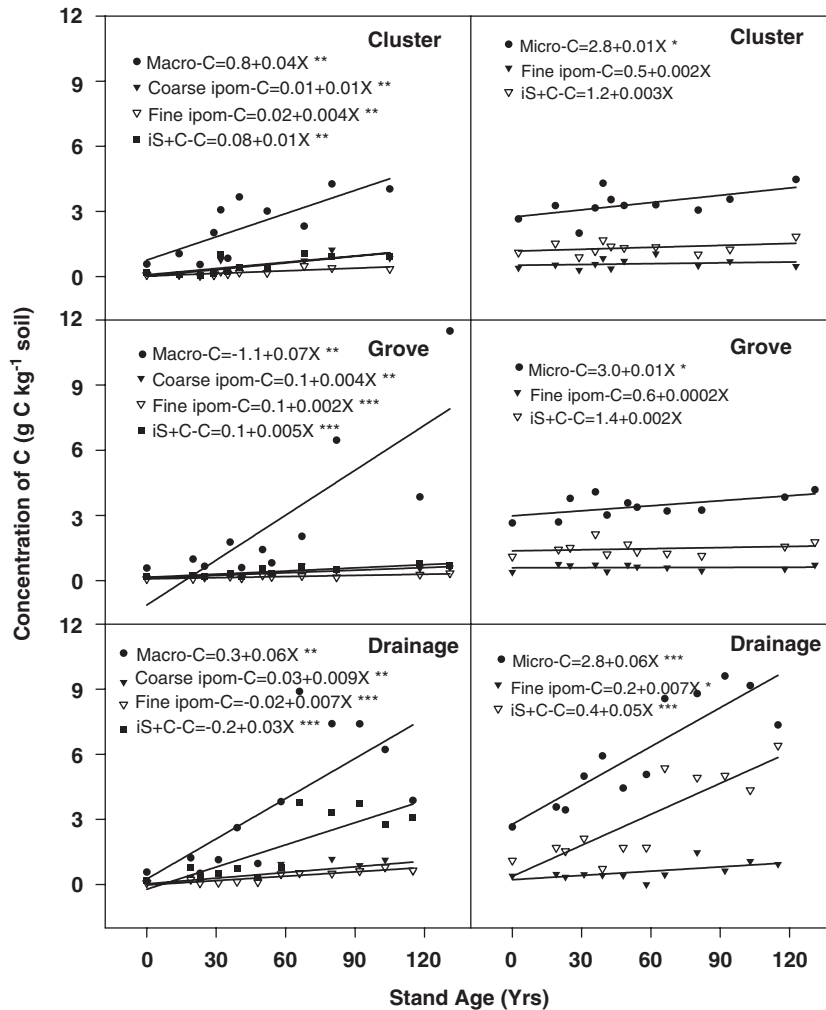 Concentration of C (g C kg⁻¹ soil)
12
9
6
3
0
Cluster
Macro-C=0.8+0.04X **
Coarse ipom-C=0.01+0.01X **
Fine ipom-C=0.02+0.004X **
iS+C-C=0.08+0.01X **
Cluster
Micro-C=2.8+0.01X *
Fine ipom-C=0.5+0.002X
iS+C-C=1.2+0.003X
12
9
6
3
0
Grove
Macro-C=-1.1+0.07X **
Coarse ipom-C=0.1+0.004X **
Fine ipom-C=0.1+0.002X ***
iS+C-C=0.1+0.005X ***
Grove
Micro-C=3.0+0.01X *
Fine ipom-C=0.6+0.0002X
iS+C-C=1.4+0.002X
12
9
6
3
0
Drainage
Macro-C=0.3+0.06X **
Coarse ipom-C=0.03+0.009X **
Fine ipom-C=-0.02+0.007X ***
iS+C-C=-0.2+0.03X ***
Drainage
Micro-C=2.8+0.06X ***
Fine ipom-C=0.2+0.007X *
iS+C-C=0.4+0.05X ***
0 30 60 90 120 0 30 60 90 120
Stand Age (Yrs)